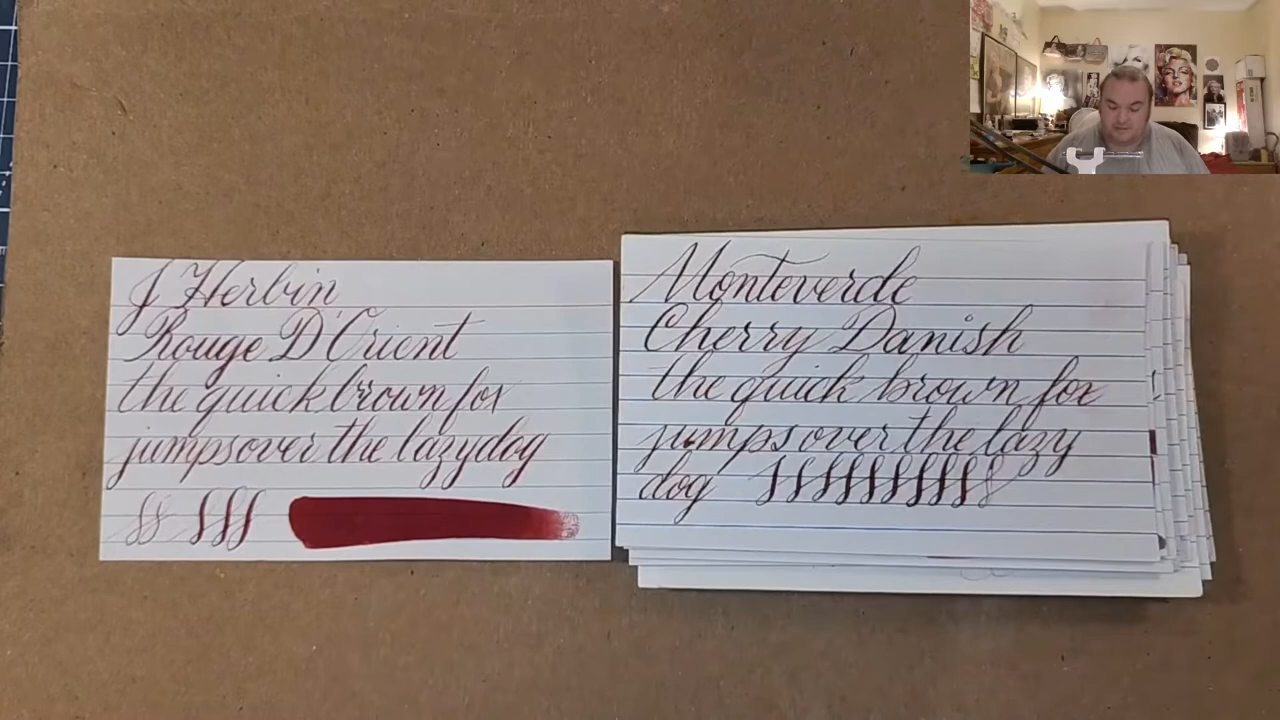 J Herbin
Rouge D'Orient
the quick brown fox
jumps over the lazy dog
Monteverde
Cherry Danish
the quick brown fox
jumps over the lazy
dog